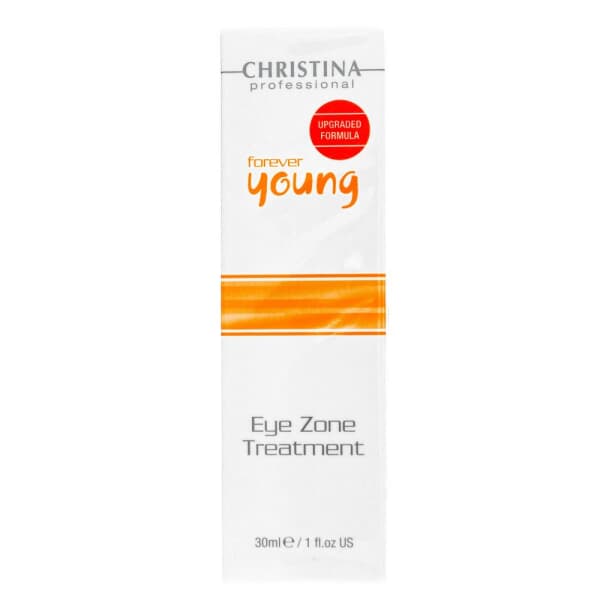 CHRISTINA
professional
UPGRADED
FORMULA
forever
young
Eye Zone
Treatment
30ml℮ / 1 fl.oz US